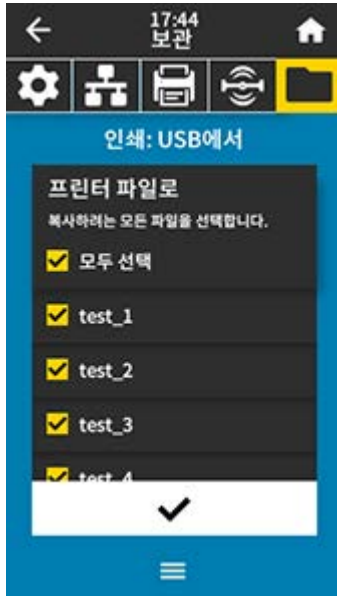 17:44
보관
인쇄: USB에서
프린터 파일로
복사하려는 모든 파일을 선택합니다.
모두 선택
test_1
test_2
test_3
test_4